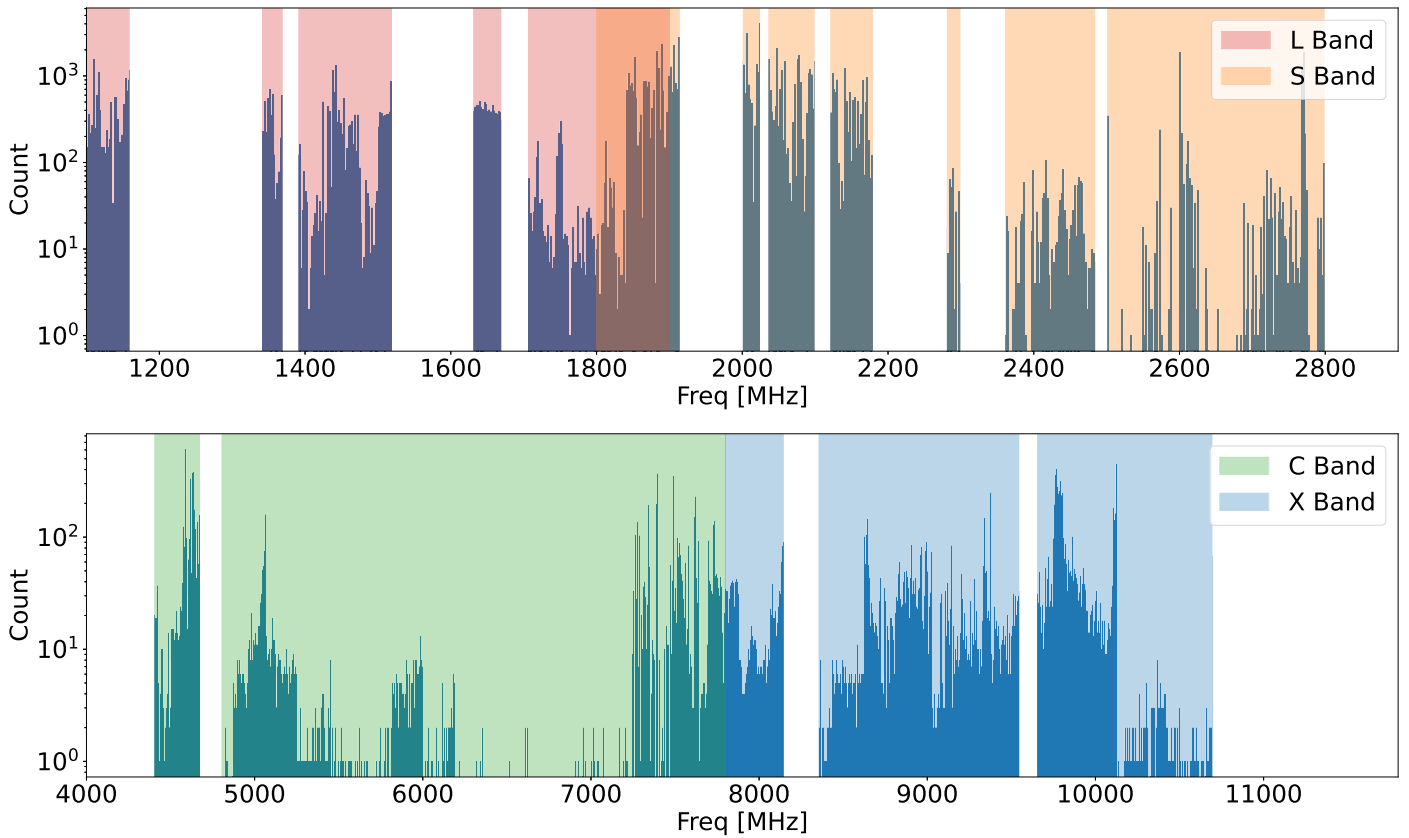 L Band
S Band
10³
10²
10¹
10⁰
Count
1200 1400 1600 1800 2000 2200 2400 2600 2800
Freq [MHz]
C Band
X Band
10²
10¹
10⁰
Count
4000 5000 6000 7000 8000 9000 10000 11000
Freq [MHz]